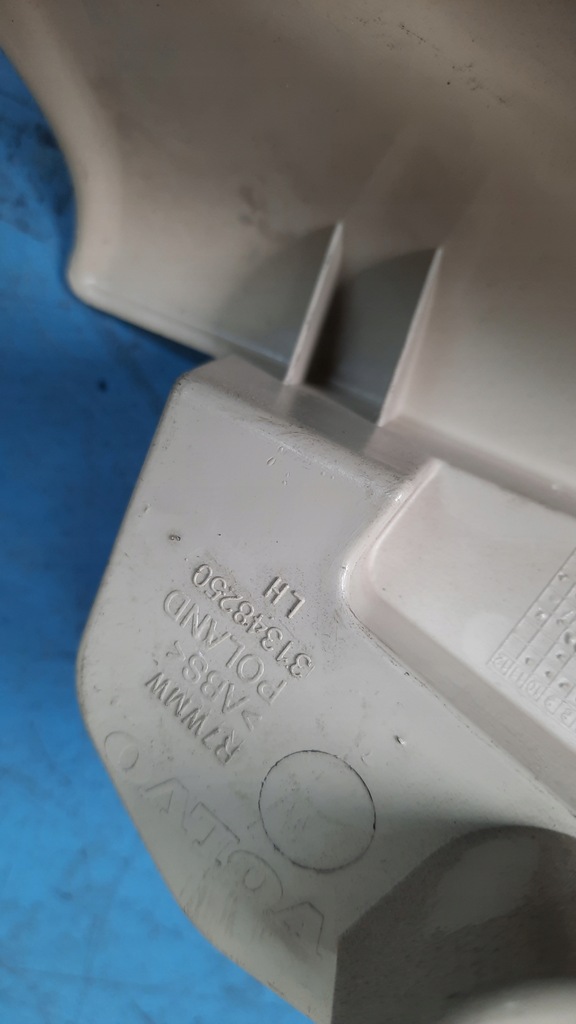 VOLVO
R7WMW
>ABS<
POLAND
31348250
LH